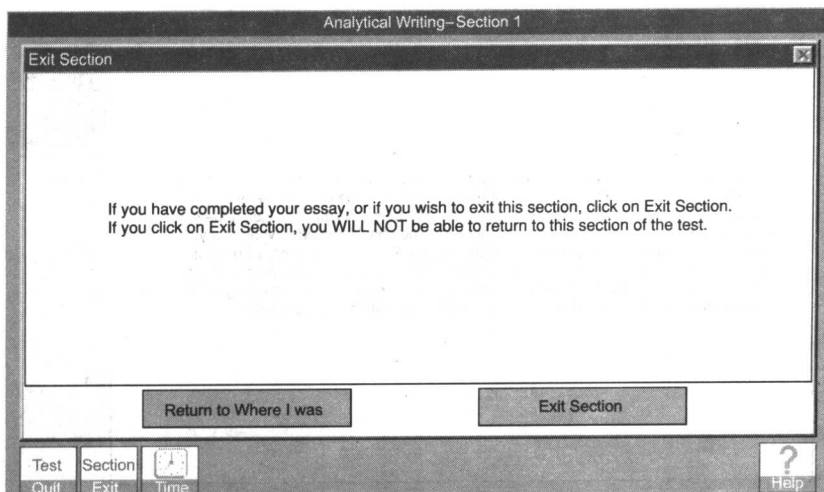 Analytical Writing–Section 1
Exit Section
If you have completed your essay, or if you wish to exit this section, click on Exit Section.
If you click on Exit Section, you WILL NOT be able to return to this section of the test.
Return to Where I was
Exit Section
Test Section
Quit Exit Time
? Help